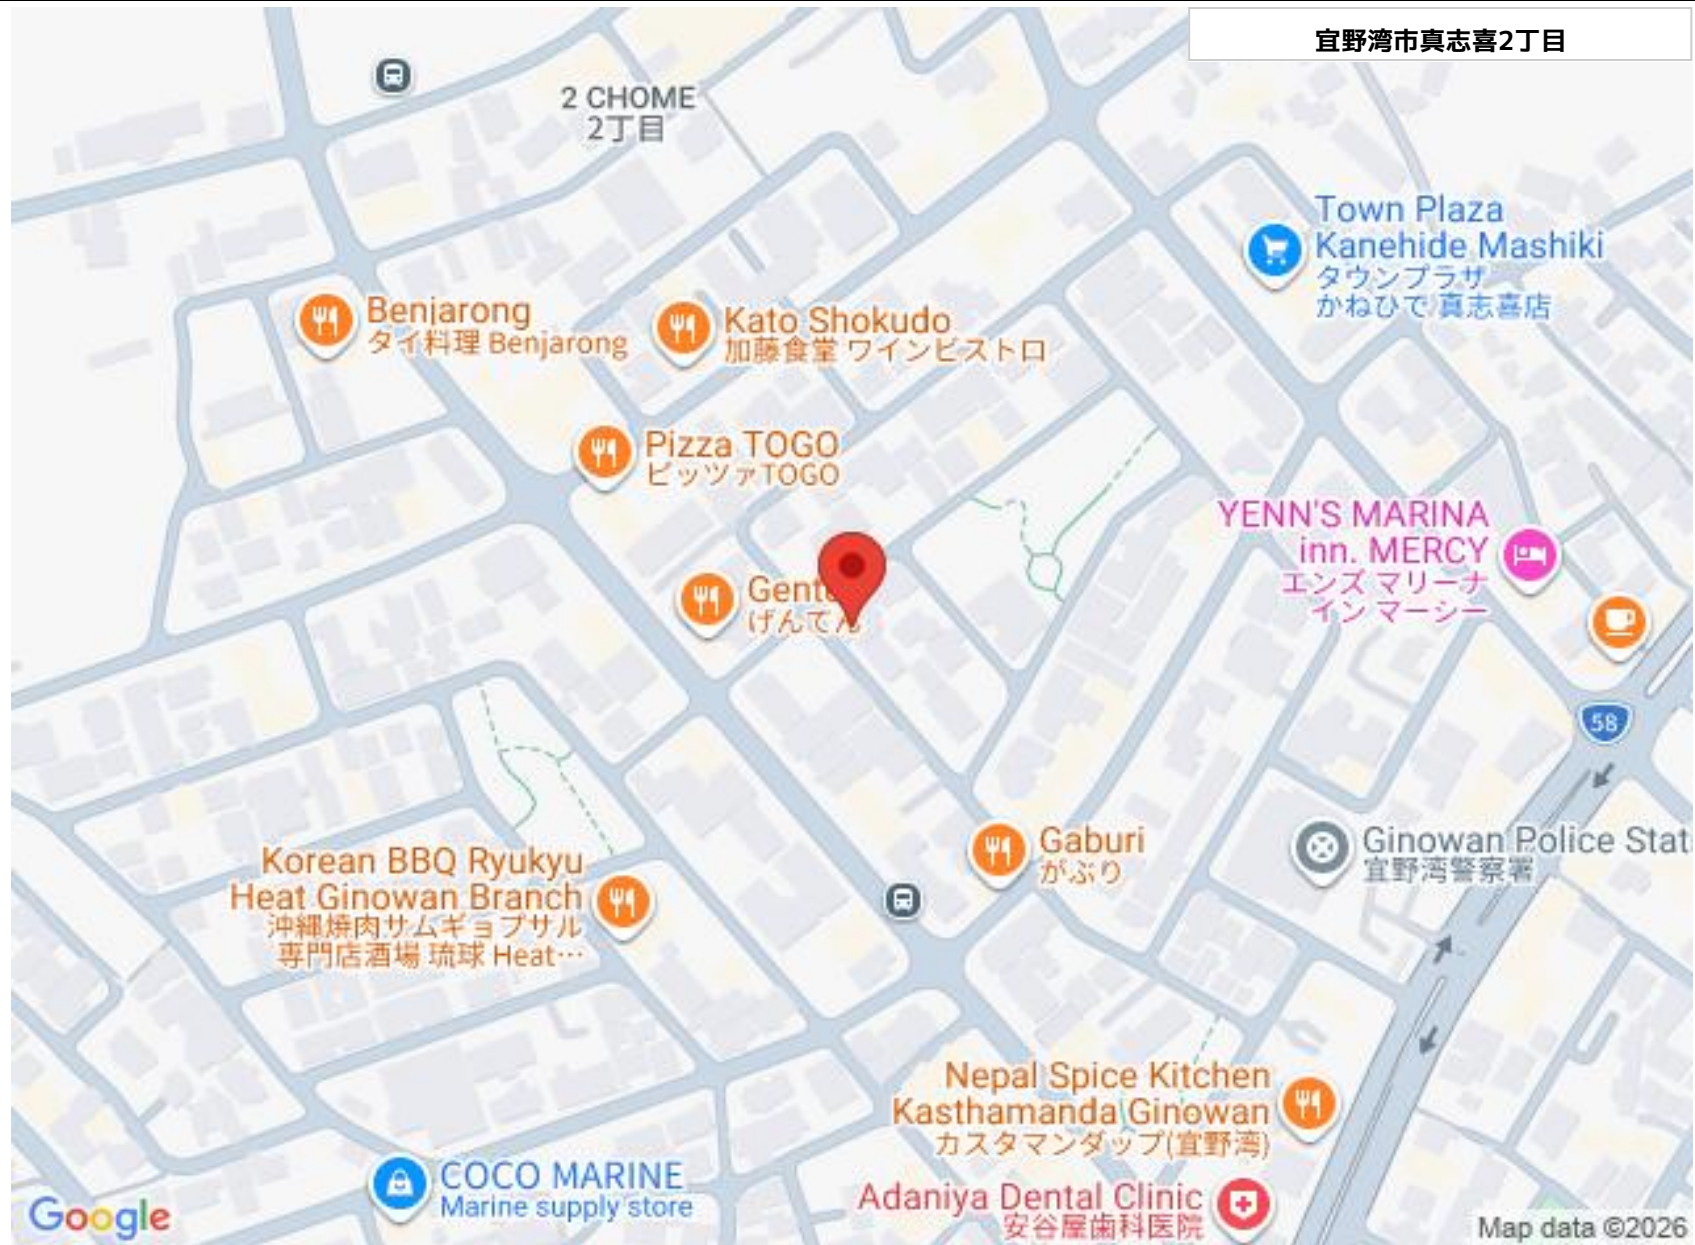 宜野湾市真志喜2丁目
2 CHOME
2丁目
Town Plaza
Kanehide Mashiki
タウンプラザ
かねひで 真志喜店
Benjarong
タイ料理 Benjarong
Kato Shokudo
加藤食堂 ワインビストロ
Pizza TOGO
ピッツァTOGO
YENN'S MARINA
inn. MERCY
エンズ マリーナ
イン マーシー
Gent
げんてん
58
Gaburi
がぶり
Ginowan Police Stat
宜野湾警察署
Korean BBQ Ryukyu
Heat Ginowan Branch
沖縄焼肉サムギョプサル
専門店酒場 琉球 Heat…
Nepal Spice Kitchen
Kasthamanda Ginowan
カスタマンダップ(宜野湾)
COCO MARINE
Marine supply store
Adaniya Dental Clinic
安谷屋歯科医院
Google
Map data ©2026